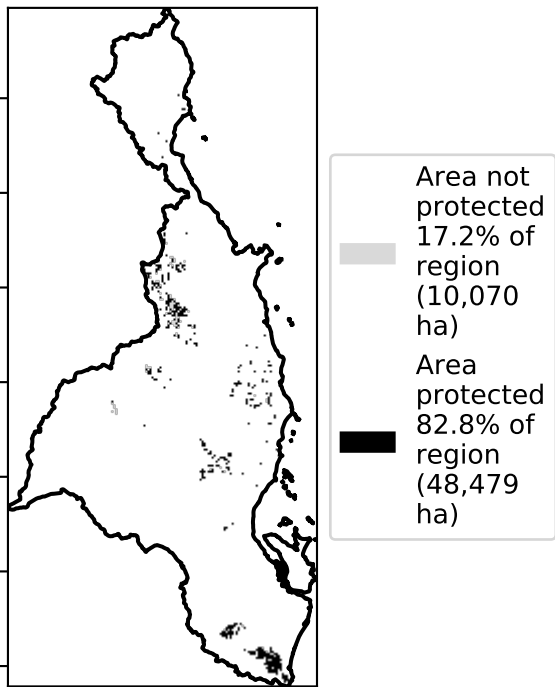 Area not
protected
17.2% of
region
(10,070
ha)
Area
protected
82.8% of
region
(48,479
ha)